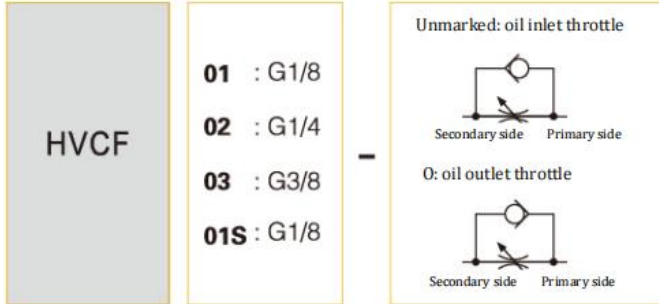 HVCF
01 : G1/8
02 : G1/4
03 : G3/8
01S : G1/8
-
Unmarked: oil inlet throttle
Secondary side Primary side
O: oil outlet throttle
Secondary side Primary side